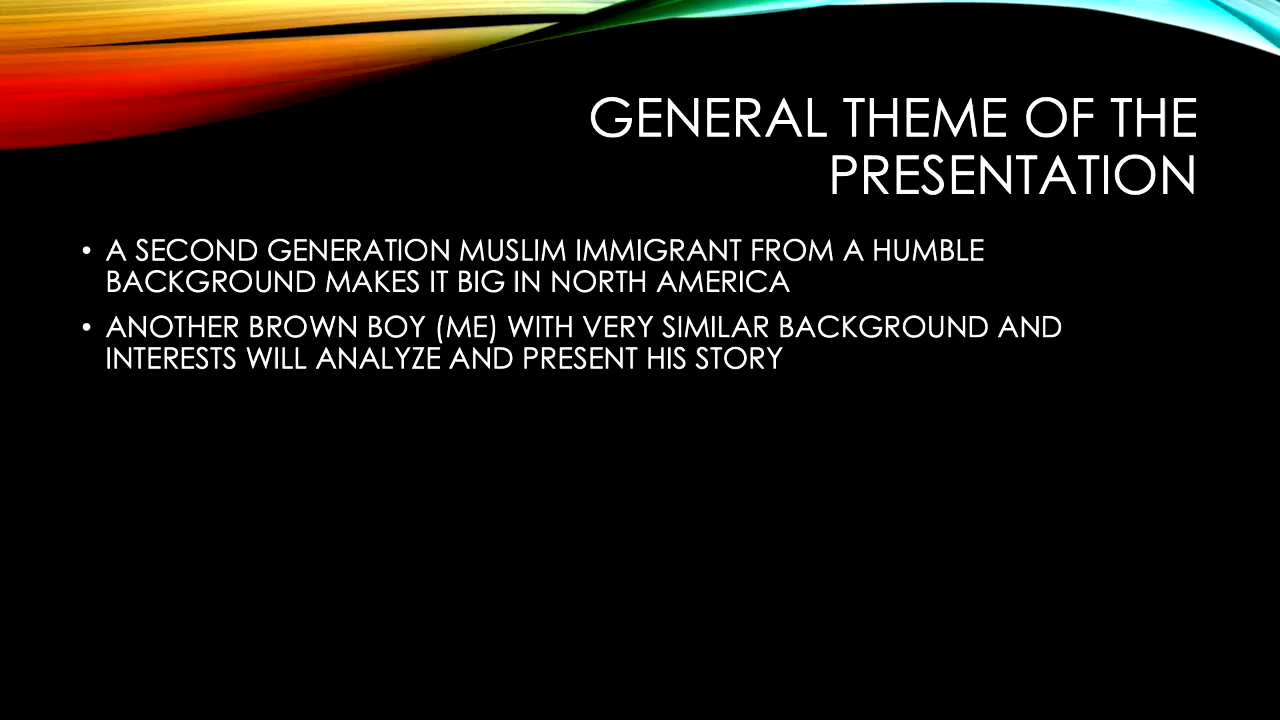 GENERAL THEME OF THE
PRESENTATION
• A SECOND GENERATION MUSLIM IMMIGRANT FROM A HUMBLE
BACKGROUND MAKES IT BIG IN NORTH AMERICA
• ANOTHER BROWN BOY (ME) WITH VERY SIMILAR BACKGROUND AND
INTERESTS WILL ANALYZE AND PRESENT HIS STORY